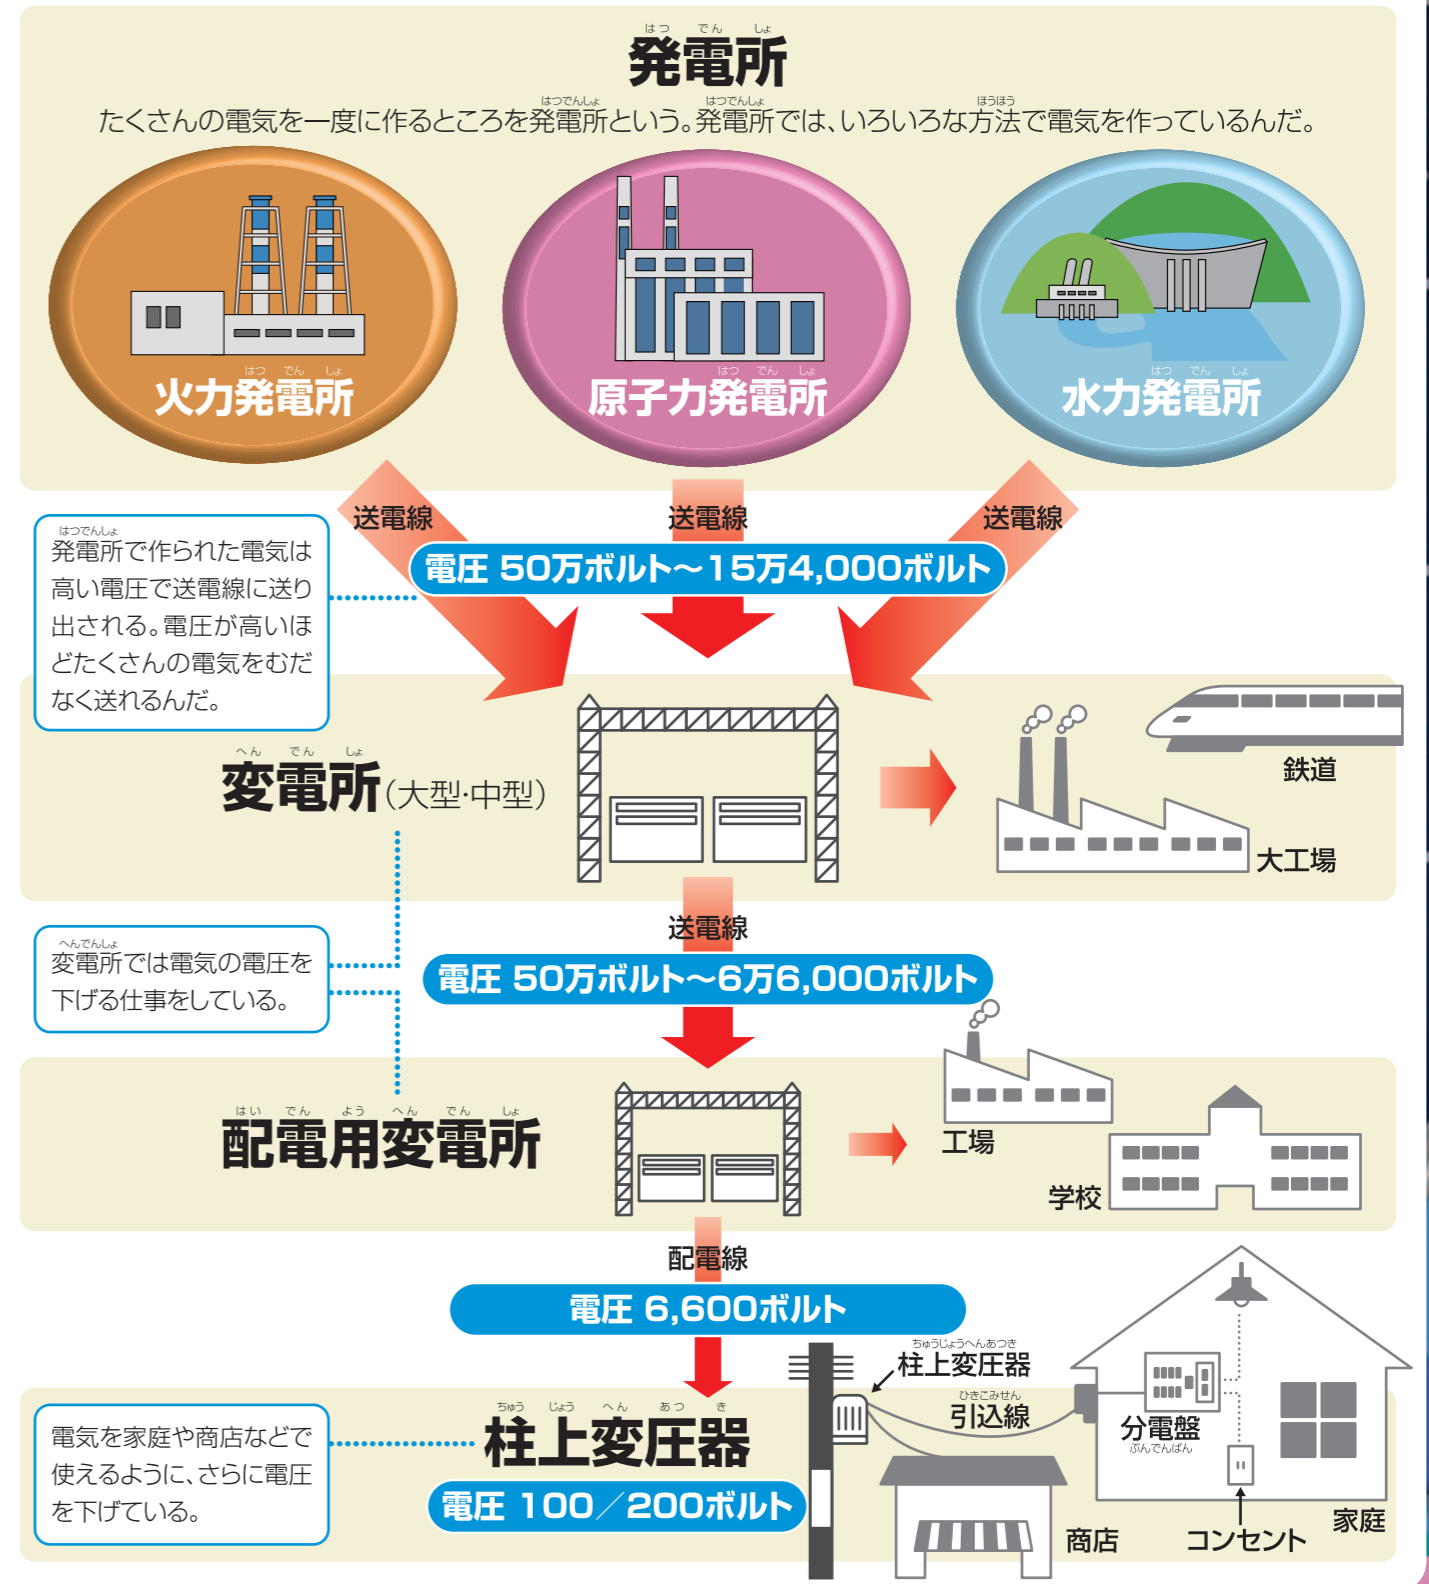 はつでんしょ
発電所
はつでんしょ はつでんしょ ほうほう
たくさんの電気を一度に作るところを発電所という。発電所では、いろいろな方法で電気を作っているんだ。
はつでんしょ
火力発電所
はつでんしょ
原子力発電所
はつでんしょ
水力発電所
送電線
送電線
送電線
電圧 50万ボルト～15万4,000ボルト
はつでんしょ
発電所で作られた電気は
高い電圧で送電線に送り
出される。電圧が高いほ
どたくさんの電気をむだ
なく送れるんだ。
へんでんしょ
変電所(大型・中型)
鉄道
大工場
送電線
電圧 50万ボルト～6万6,000ボルト
へんでんしょ
変電所では電気の電圧を
下げる仕事をしている。
はいでんようへんでんしょ
配電用変電所
工場
学校
配電線
電圧 6,600ボルト
ちゅうじょうへんあつき
柱上変圧器
ひきこみせん
引込線
分電盤
ぶんでんばん
ちゅうじょうへんあつき
柱上変圧器
電圧 100／200ボルト
電気を家庭や商店などで
使えるように、さらに電圧
を下げている。
商店
コンセント
家庭